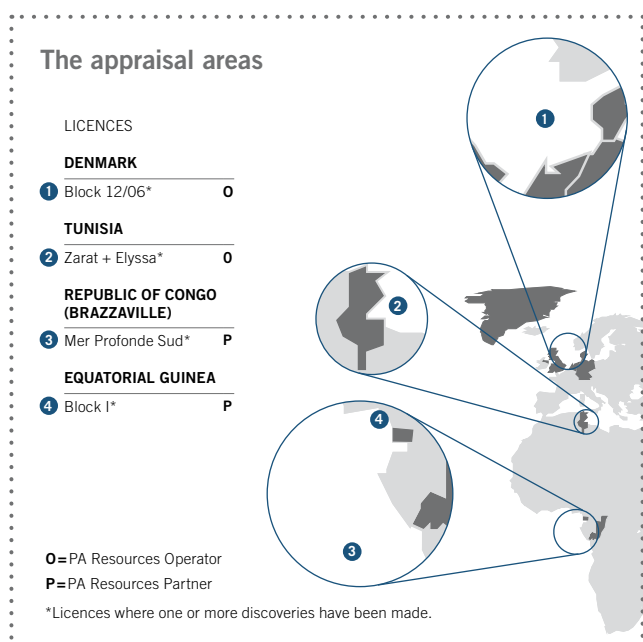 The appraisal areas
LICENCES
DENMARK
1 Block 12/06* O
TUNISIA
2 Zarat + Elyssa* O
REPUBLIC OF CONGO
(BRAZZAVILLE)
3 Mer Profonde Sud* P
EQUATORIAL GUINEA
4 Block I* P
O=PA Resources Operator
P=PA Resources Partner
*Licences where one or more discoveries have been made.
1
2
4
3